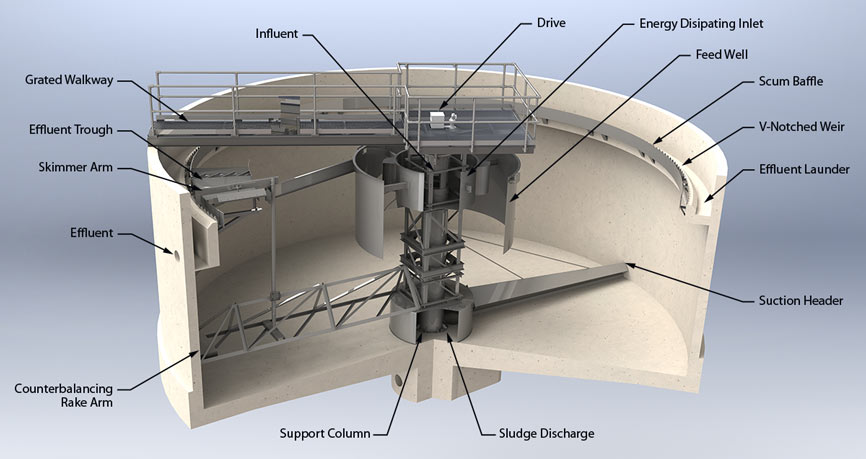 Influent
Drive
Energy Disipating Inlet
Grated Walkway
Feed Well
Scum Baffle
Effluent Trough
V-Notched Weir
Skimmer Arm
Effluent Launder
Effluent
Suction Header
Counterbalancing
Rake Arm
Support Column
Sludge Discharge